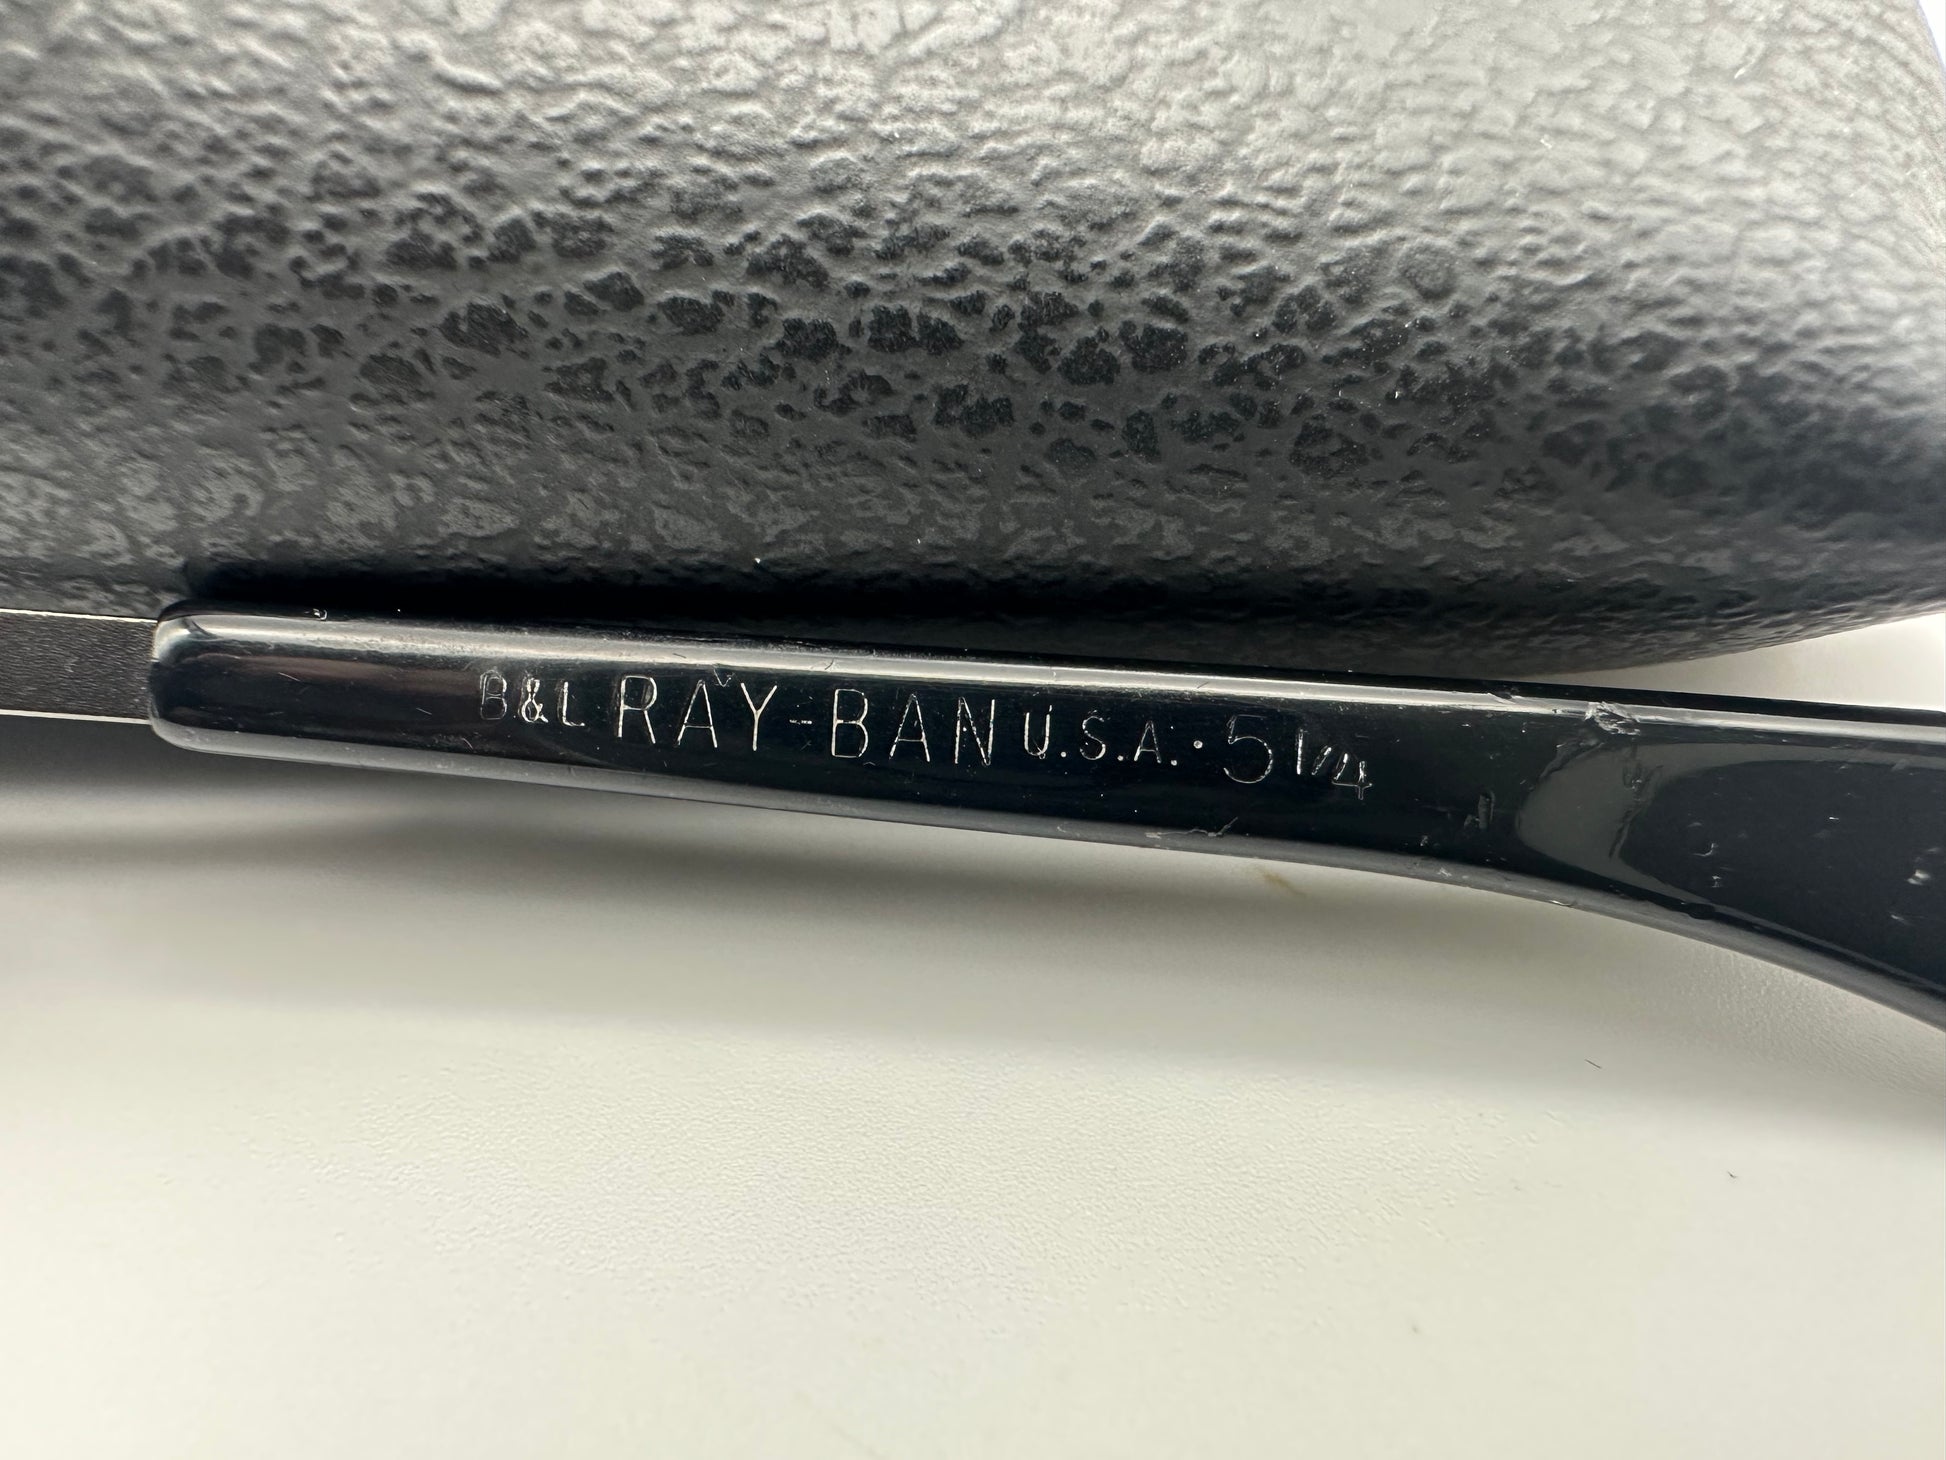 B&L RAY-BAN U.S.A. · 5 1/4